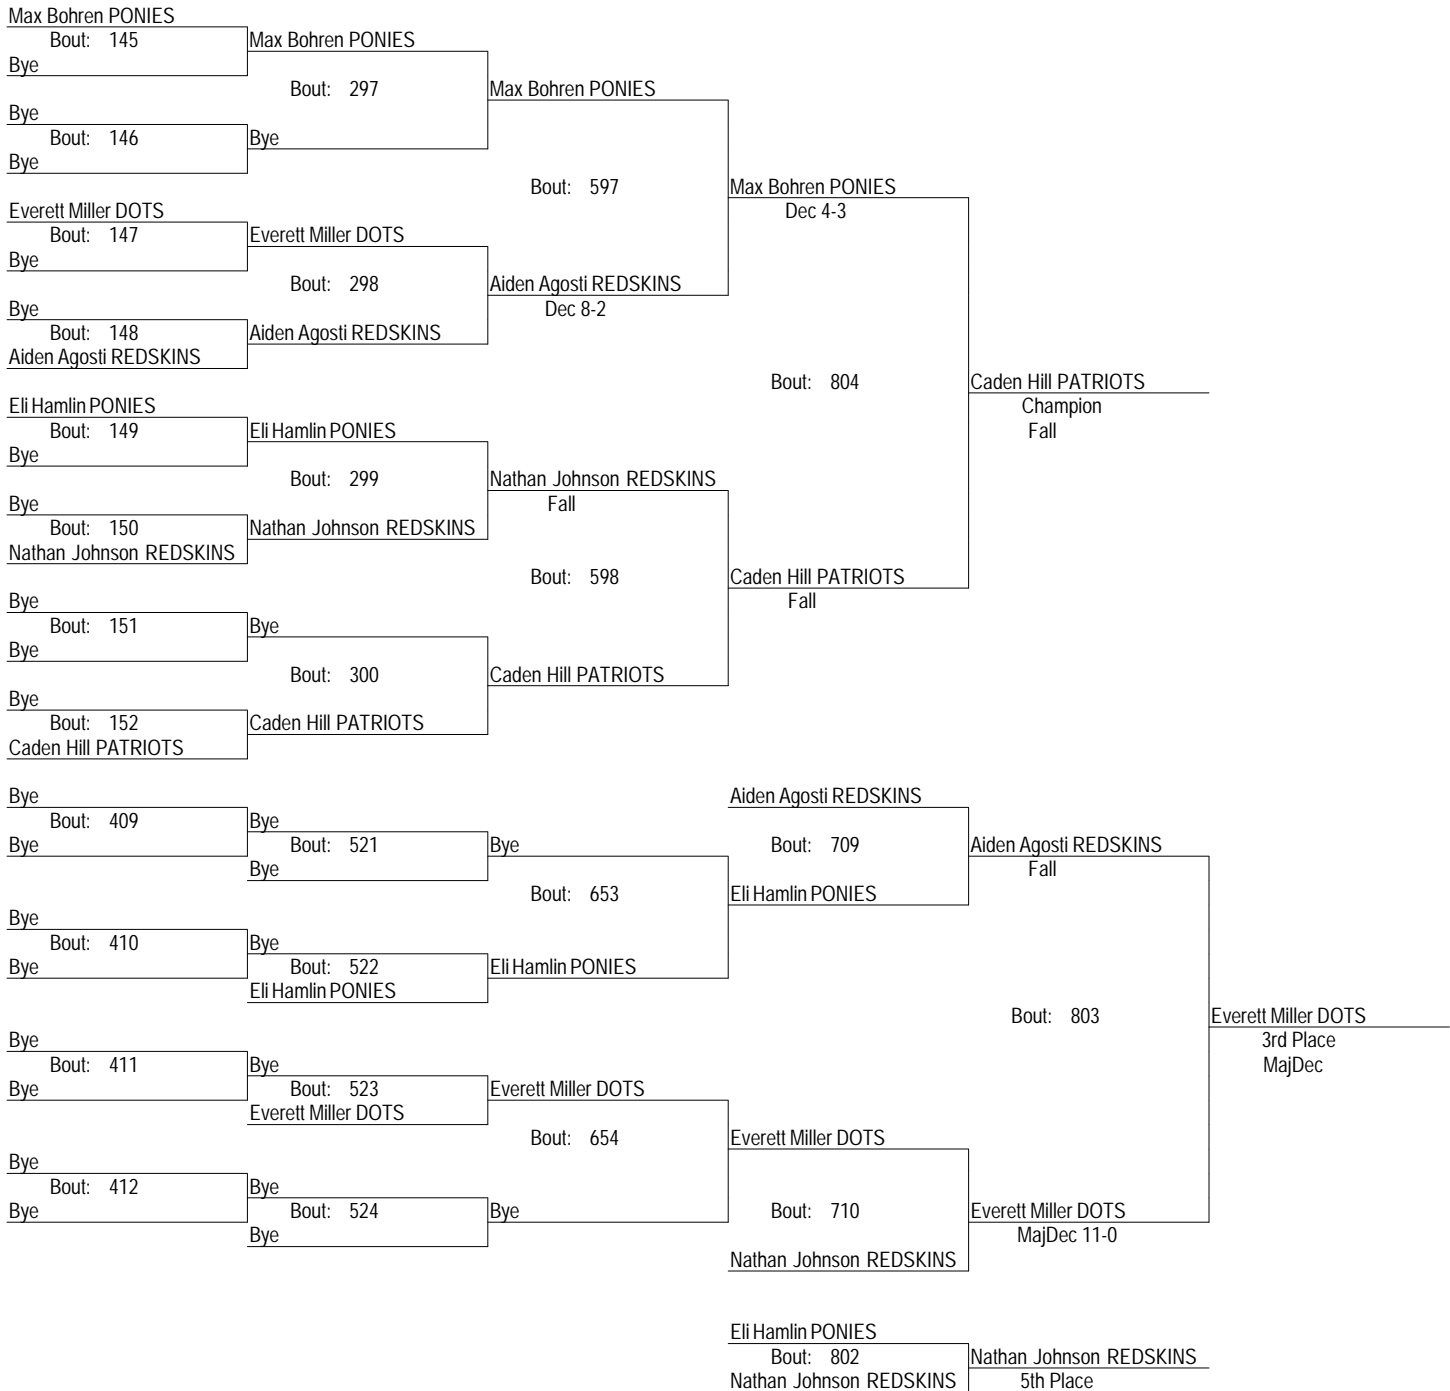 Max Bohren PONIES
Bout: 145
Max Bohren PONIES
Bye
Bout: 297
Max Bohren PONIES
Bye
Bout: 146
Bye
Bye
Bout: 597
Max Bohren PONIES
Dec 4-3
Everett Miller DOTS
Bout: 147
Everett Miller DOTS
Bye
Bout: 298
Aiden Agosti REDSKINS
Dec 8-2
Bye
Bout: 148
Aiden Agosti REDSKINS
Aiden Agosti REDSKINS
Bout: 804
Caden Hill PATRIOTS
Champion
Fall
Eli Hamlin PONIES
Bout: 149
Eli Hamlin PONIES
Bye
Bout: 299
Nathan Johnson REDSKINS
Fall
Bye
Bout: 150
Nathan Johnson REDSKINS
Nathan Johnson REDSKINS
Bout: 598
Caden Hill PATRIOTS
Fall
Bye
Bout: 151
Bye
Bye
Bout: 300
Caden Hill PATRIOTS
Bye
Bout: 152
Caden Hill PATRIOTS
Caden Hill PATRIOTS
Bye
Bout: 409
Bye
Bye
Bout: 521
Bye
Bye
Bout: 653
Aiden Agosti REDSKINS
Bout: 709
Aiden Agosti REDSKINS
Fall
Eli Hamlin PONIES
Bye
Bout: 410
Bye
Bye
Bout: 522
Eli Hamlin PONIES
Eli Hamlin PONIES
Bout: 803
Everett Miller DOTS
3rd Place
MajDec
Bye
Bout: 411
Bye
Bye
Bout: 523
Everett Miller DOTS
Everett Miller DOTS
Bout: 654
Everett Miller DOTS
Bye
Bout: 412
Bye
Bye
Bout: 524
Bye
Bye
Bout: 710
Everett Miller DOTS
MajDec 11-0
Nathan Johnson REDSKINS
Eli Hamlin PONIES
Bout: 802
Nathan Johnson REDSKINS
Nathan Johnson REDSKINS
5th Place